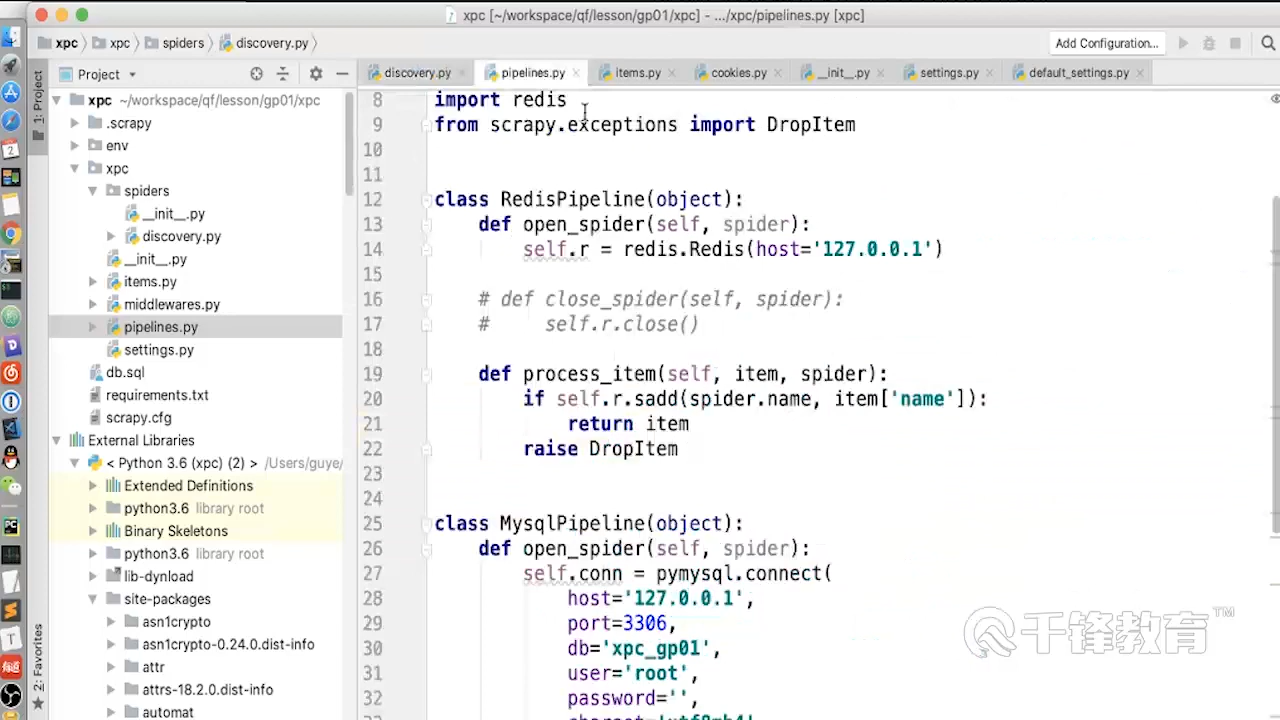 xpc [~/workspace/qf/lesson/gp01/xpc] - .../xpc/pipelines.py [xpc]
xpc xpc spiders discovery.py
Add Configuration...
Project
discovery.py pipelines.py items.py cookies.py __init__.py settings.py default_settings.py
1: Project
2: Favorites
xpc ~/workspace/qf/lesson/gp01/xpc
.scrapy
env
xpc
spiders
__init__.py
discovery.py
__init__.py
items.py
middlewares.py
pipelines.py
settings.py
db.sql
requirements.txt
scrapy.cfg
External Libraries
< Python 3.6 (xpc) (2) > /Users/guye/
Extended Definitions
python3.6 library root
Binary Skeletons
python3.6 library root
lib-dynload
site-packages
asn1crypto
asn1crypto-0.24.0.dist-info
attr
attrs-18.2.0.dist-info
automat
8 import redis
9 from scrapy.exceptions import DropItem
10
11
12 class RedisPipeline(object):
13 def open_spider(self, spider):
14 self.r = redis.Redis(host='127.0.0.1')
15
16 # def close_spider(self, spider):
17 # self.r.close()
18
19 def process_item(self, item, spider):
20 if self.r.sadd(spider.name, item['name']):
21 return item
22 raise DropItem
23
24
25 class MysqlPipeline(object):
26 def open_spider(self, spider):
27 self.conn = pymysql.connect(
28 host='127.0.0.1',
29 port=3306,
30 db='xpc_gp01',
31 user='root',
32 password='',
千锋教育™